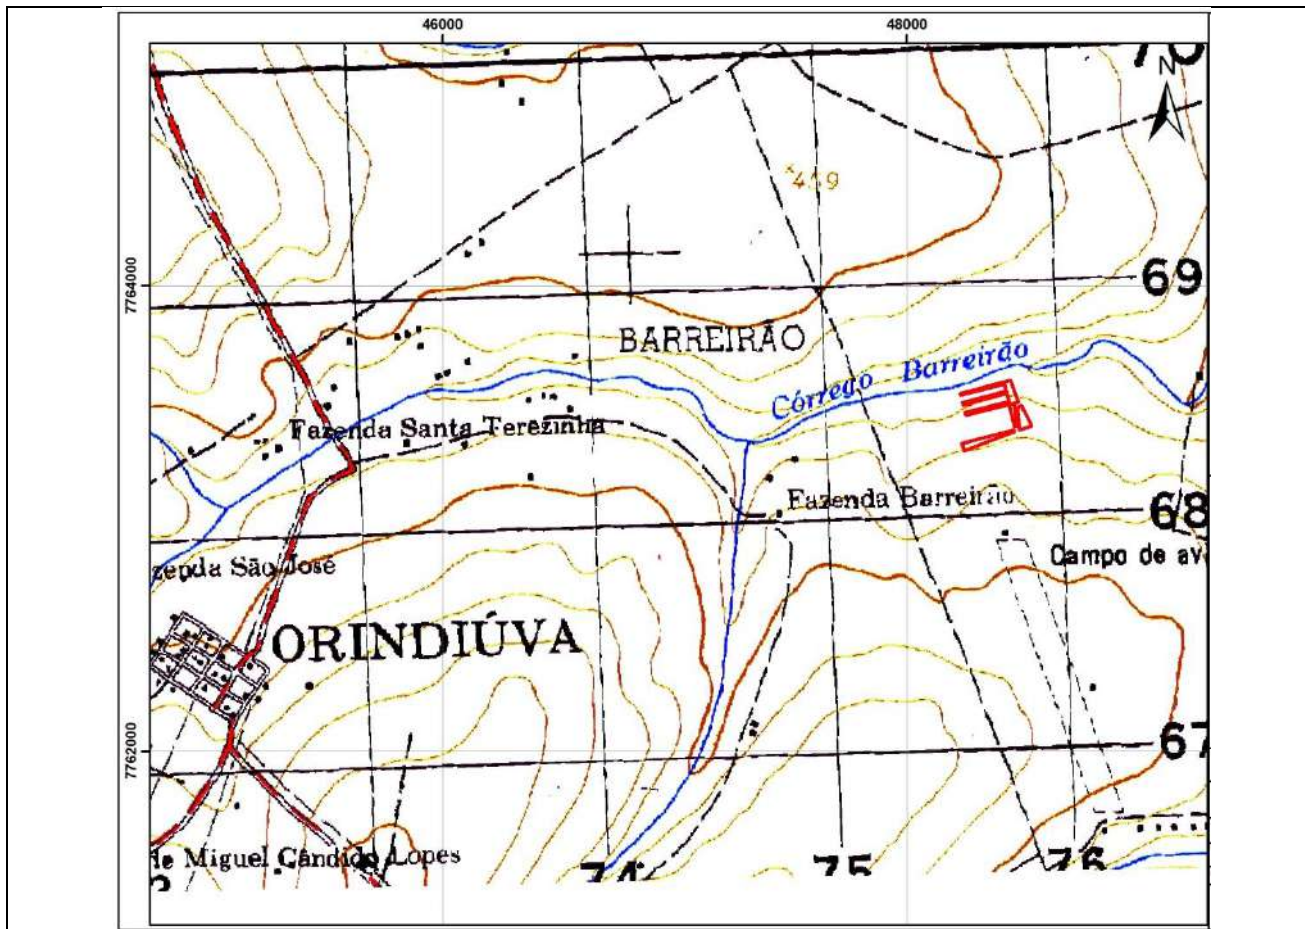 46000
48000
N
459
7764000
69
BARREIRÃO
Córrego Barreirão
Fazenda Santa Terezinha
Fazenda Barreirão
68
Campo de av
zenda São José
ORINDIÚVA
7762000
67
de Miguel Cândido Lopes
74
75
76